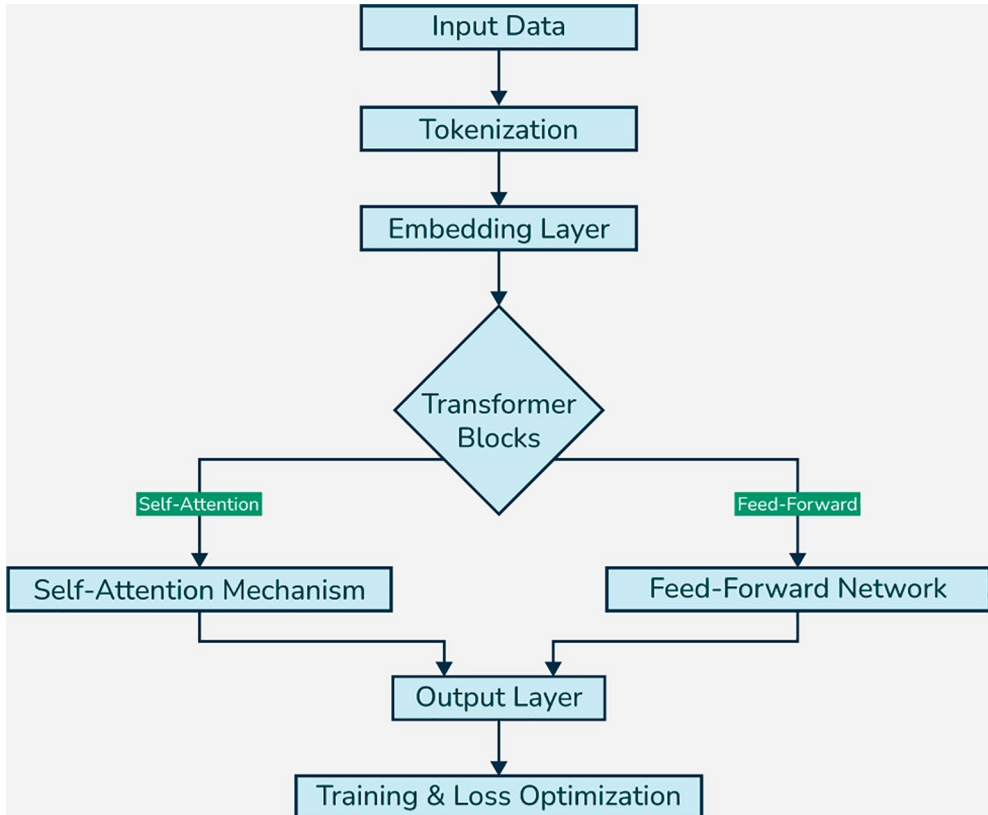 Input Data
Tokenization
Embedding Layer
Transformer
Blocks
Self-Attention
Feed-Forward
Self-Attention Mechanism
Feed-Forward Network
Output Layer
Training & Loss Optimization